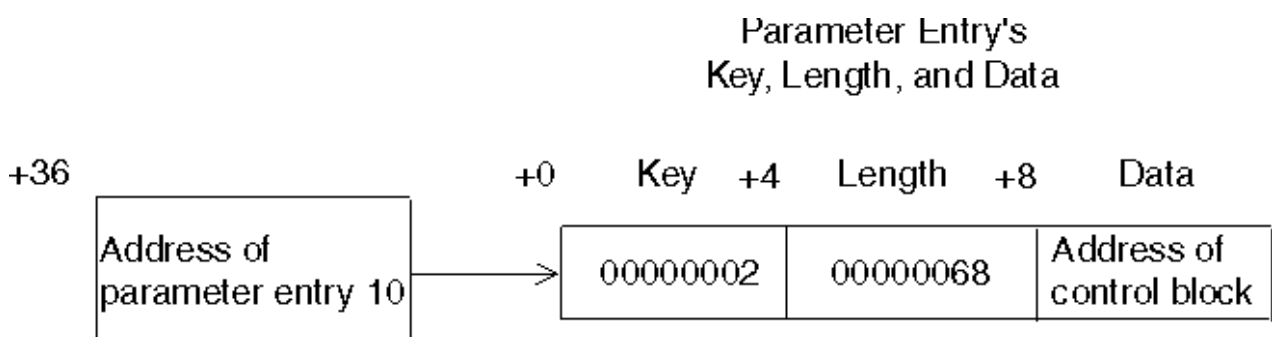 Parameter Entry's
Key, Length, and Data
+36 +0 Key +4 Length +8 Data
Address of
parameter entry 10
00000002 00000068
Address of
control block